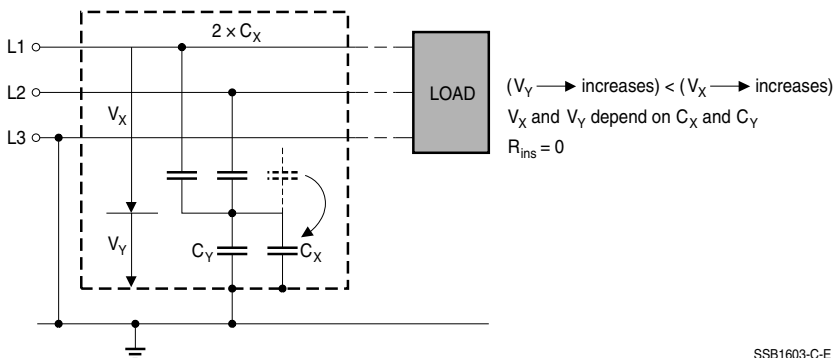 2 × C_X
L1
L2
L3
LOAD
V_X
(V_Y → increases) < (V_X → increases)
V_X and V_Y depend on C_X and C_Y
R_ins = 0
V_Y
C_Y
C_X
SSB1603-C-E